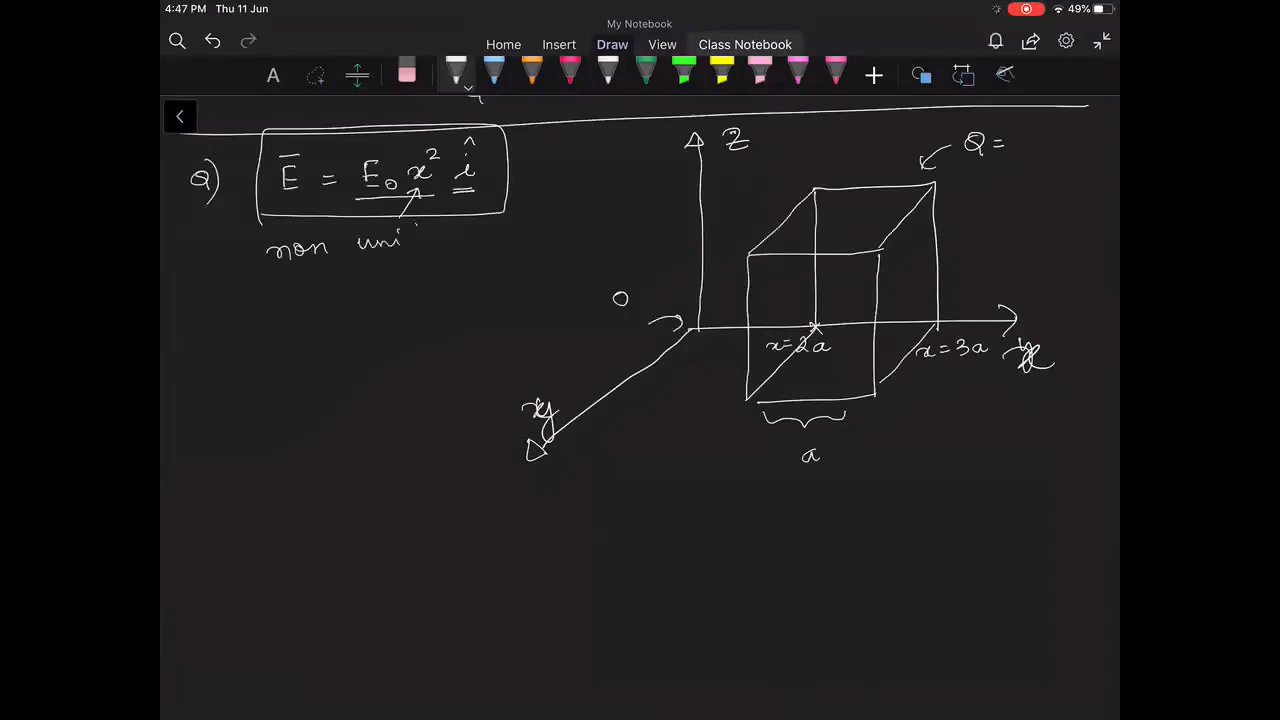 4:47 PM Thu 11 Jun
49%
My Notebook
Home Insert Draw View Class Notebook
A
Q) E̅ = E₀ x² î
non uni
Z
Q =
O
x=2a
x=3a
x
y
a